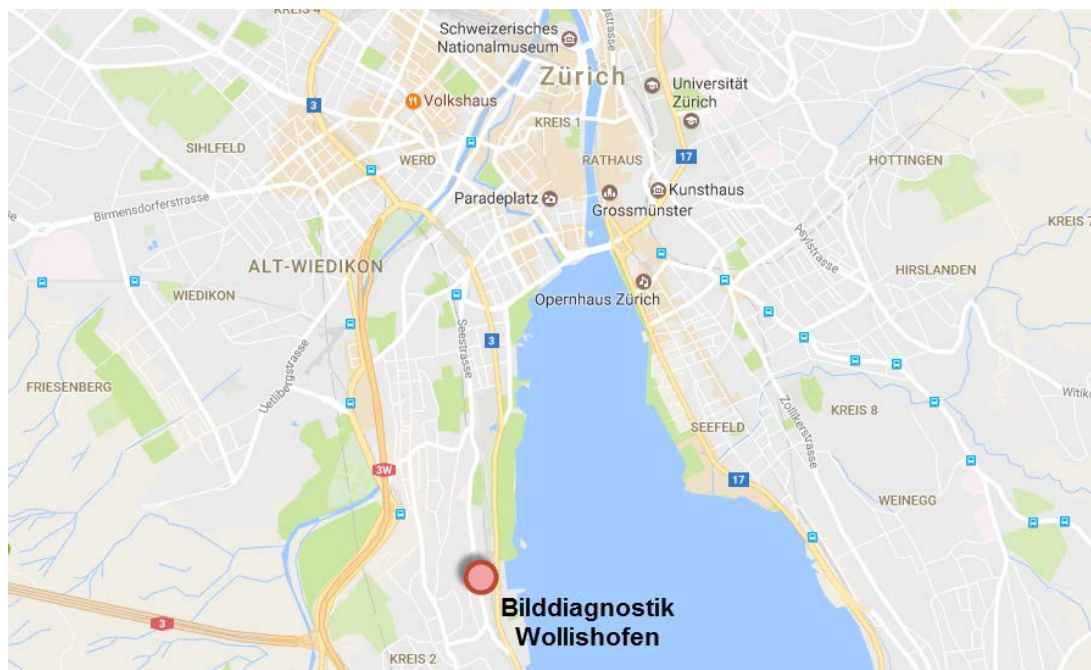 KREIS 4
Schweizerisches
Nationalmuseum
Zürich
Universität
Zürich
3
Volkshaus
KREIS 1
SIHLFELD
WERD
RATHAUS
17
HOTTINGEN
Birmensdorferstrasse
Paradeplatz
Kunsthaus
Grossmünster
Asylstrasse
KREIS 7
ALT-WIEDIKON
HIRSLANDEN
WIEDIKON
Opernhaus Zürich
Seestrasse
3
Uetlibergstrasse
FRIESENBERG
Witiko
KREIS 8
Zollikerstrasse
SEEFELD
3W
17
WEINEGG
Bilddiagnostik
Wollishofen
3
KREIS 2